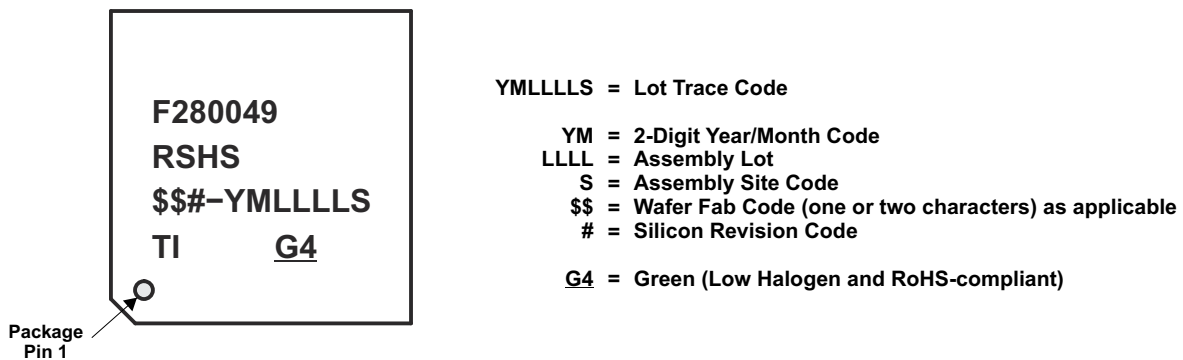 F280049
RSHS
$$#−YMLLLLS
TI G4
Package
Pin 1
YMLLLLS = Lot Trace Code
YM = 2-Digit Year/Month Code
LLLL = Assembly Lot
S = Assembly Site Code
$$ = Wafer Fab Code (one or two characters) as applicable
# = Silicon Revision Code
G4 = Green (Low Halogen and RoHS-compliant)